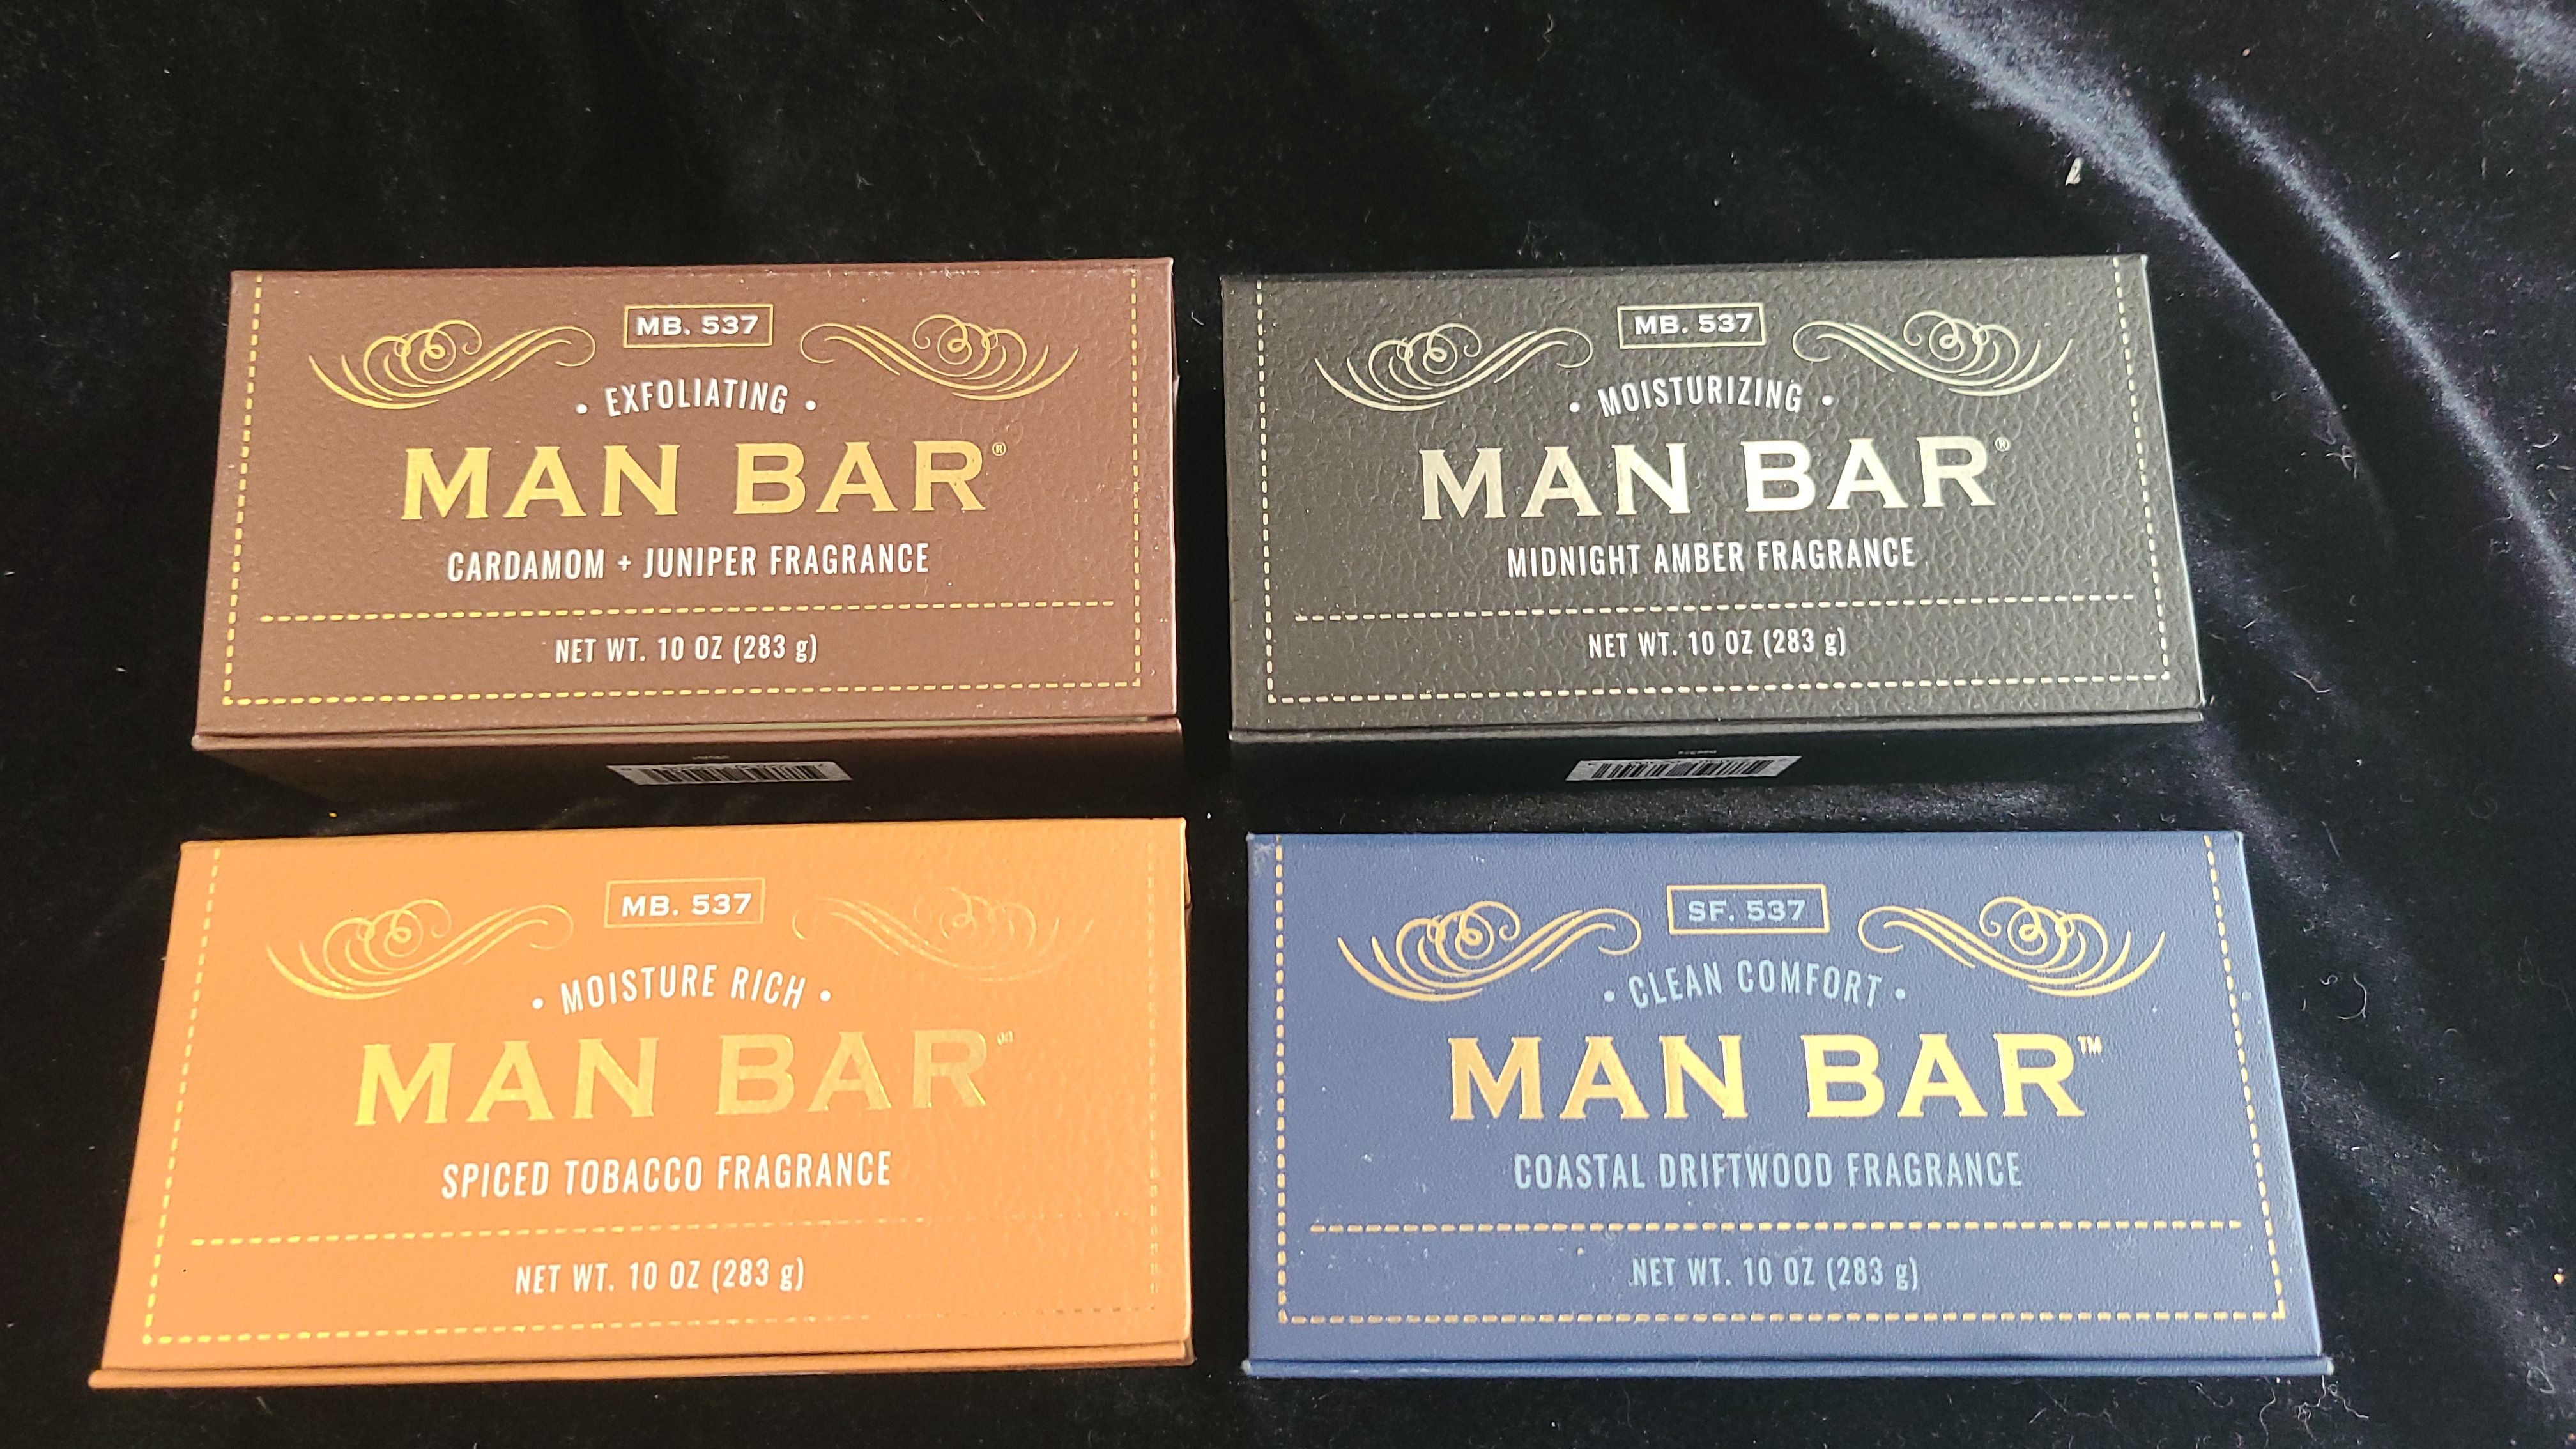 MB. 537
• EXFOLIATING •
MAN BAR®
CARDAMOM + JUNIPER FRAGRANCE
NET WT. 10 OZ (283 g)
MB. 537
• MOISTURIZING •
MAN BAR®
MIDNIGHT AMBER FRAGRANCE
NET WT. 10 OZ (283 g)
MB. 537
• MOISTURE RICH •
MAN BAR
SPICED TOBACCO FRAGRANCE
NET WT. 10 OZ (283 g)
SF. 537
• CLEAN COMFORT •
MAN BAR™
COASTAL DRIFTWOOD FRAGRANCE
NET WT. 10 OZ (283 g)